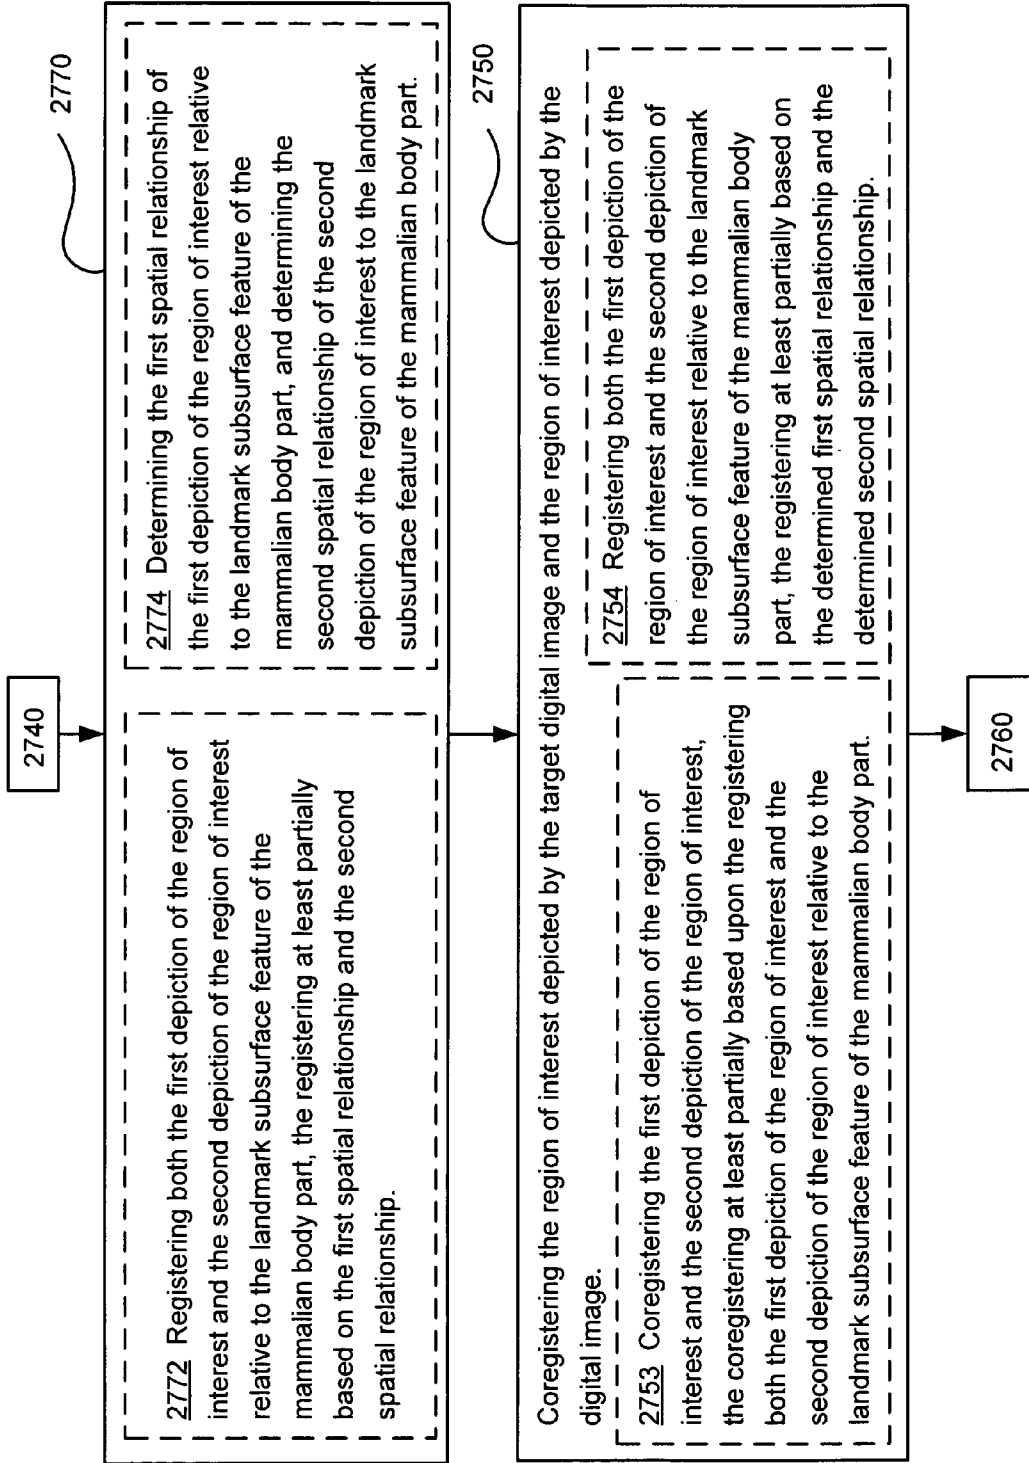 2740
2770
2772 Registering both the first depiction of the region of
interest and the second depiction of the region of interest
relative to the landmark subsurface feature of the
mammalian body part, the registering at least partially
based on the first spatial relationship and the second
spatial relationship.
2774 Determining the first spatial relationship of
the first depiction of the region of interest relative
to the landmark subsurface feature of the
mammalian body part, and determining the
second spatial relationship of the second
depiction of the region of interest to the landmark
subsurface feature of the mammalian body part.
2750
Coregistering the region of interest depicted by the target digital image and the region of interest depicted by the
digital image.
2753 Coregistering the first depiction of the region of
interest and the second depiction of the region of interest,
the coregistering at least partially based upon the registering
both the first depiction of the region of interest and the
second depiction of the region of interest relative to the
landmark subsurface feature of the mammalian body part.
2754 Registering both the first depiction of the
region of interest and the second depiction of
the region of interest relative to the landmark
subsurface feature of the mammalian body
part, the registering at least partially based on
the determined first spatial relationship and the
determined second spatial relationship.
2760